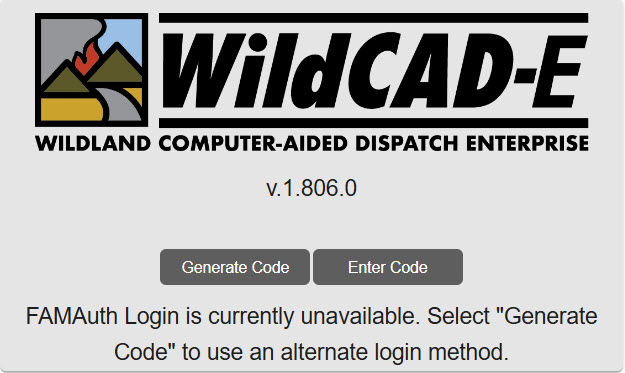 WildCAD-E
WILDLAND COMPUTER-AIDED DISPATCH ENTERPRISE
v.1.806.0
Generate Code Enter Code
FAMAuth Login is currently unavailable. Select "Generate
Code" to use an alternate login method.